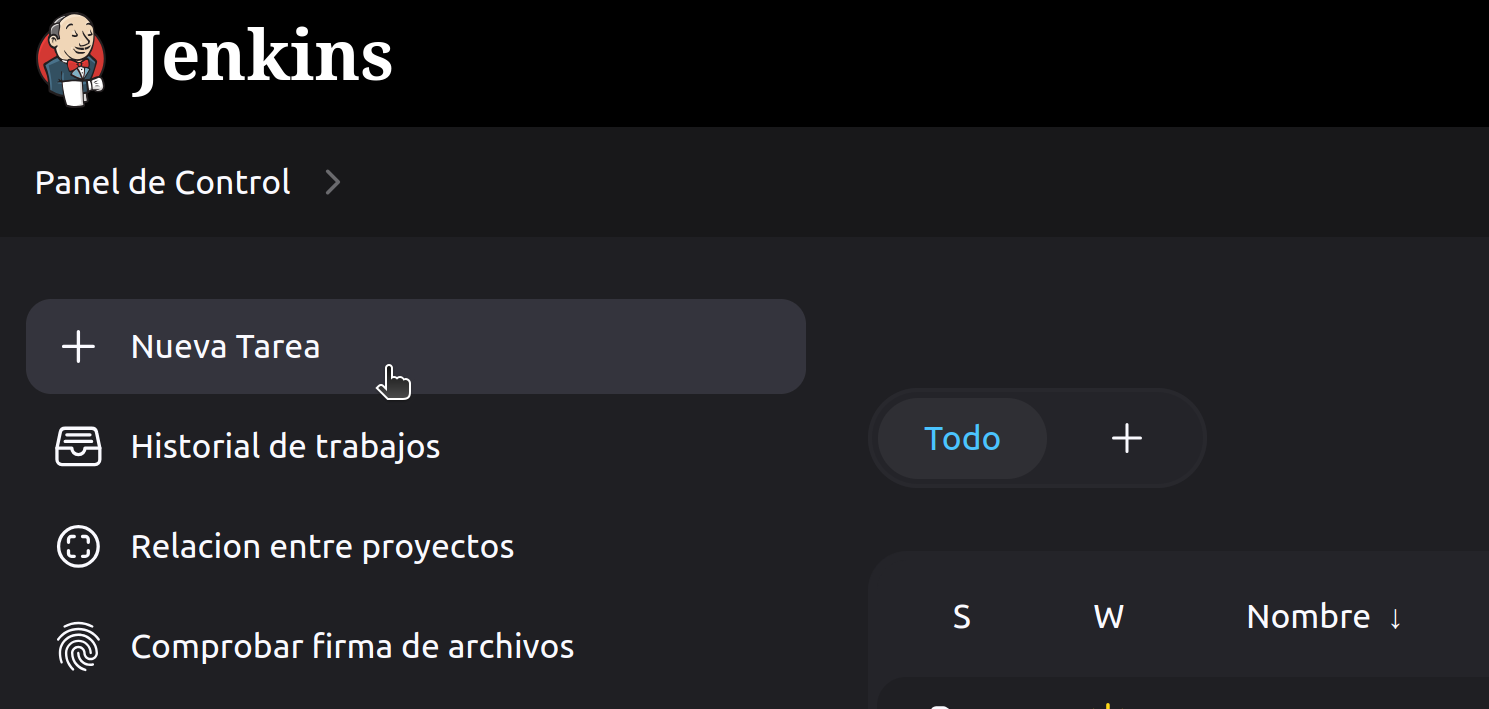 Jenkins
Panel de Control
Nueva Tarea
Historial de trabajos
Relacion entre proyectos
Comprobar firma de archivos
Todo
S W Nombre ↓